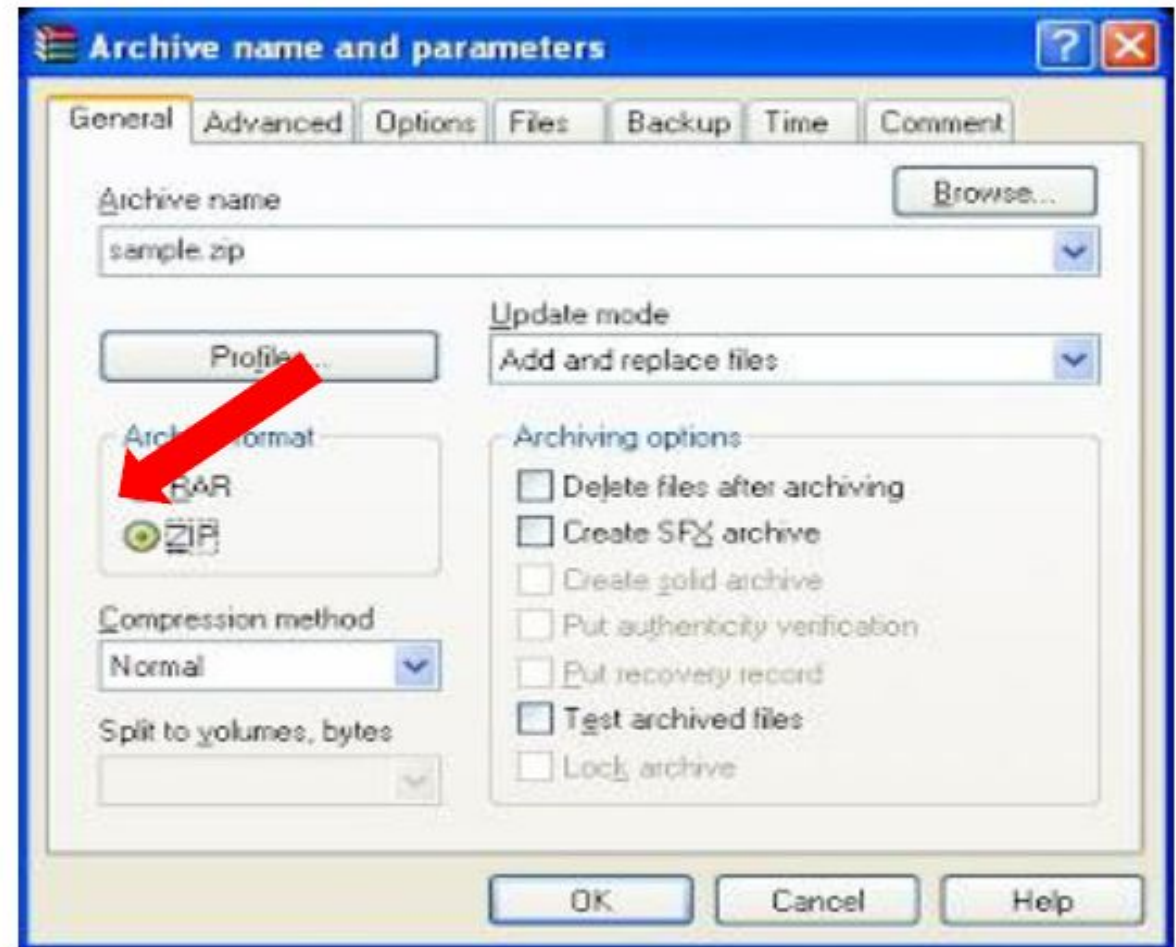 Archive name and parameters
General Advanced Options Files Backup Time Comment
Archive name
Browse...
sample.zip
Update mode
Profile...
Add and replace files
Archive format
RAR
ZIP
Archiving options
Delete files after archiving
Create SFX archive
Create solid archive
Put authenticity verification
Put recovery record
Test archived files
Lock archive
Compression method
Normal
Split to volumes, bytes
OK Cancel Help